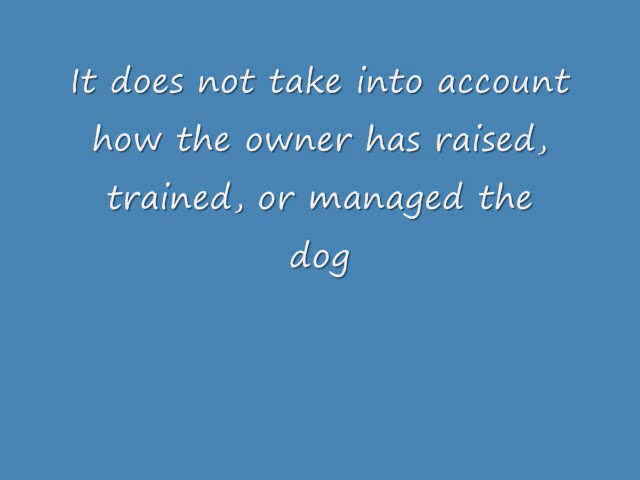 It does not take into account
how the owner has raised,
trained, or managed the
dog